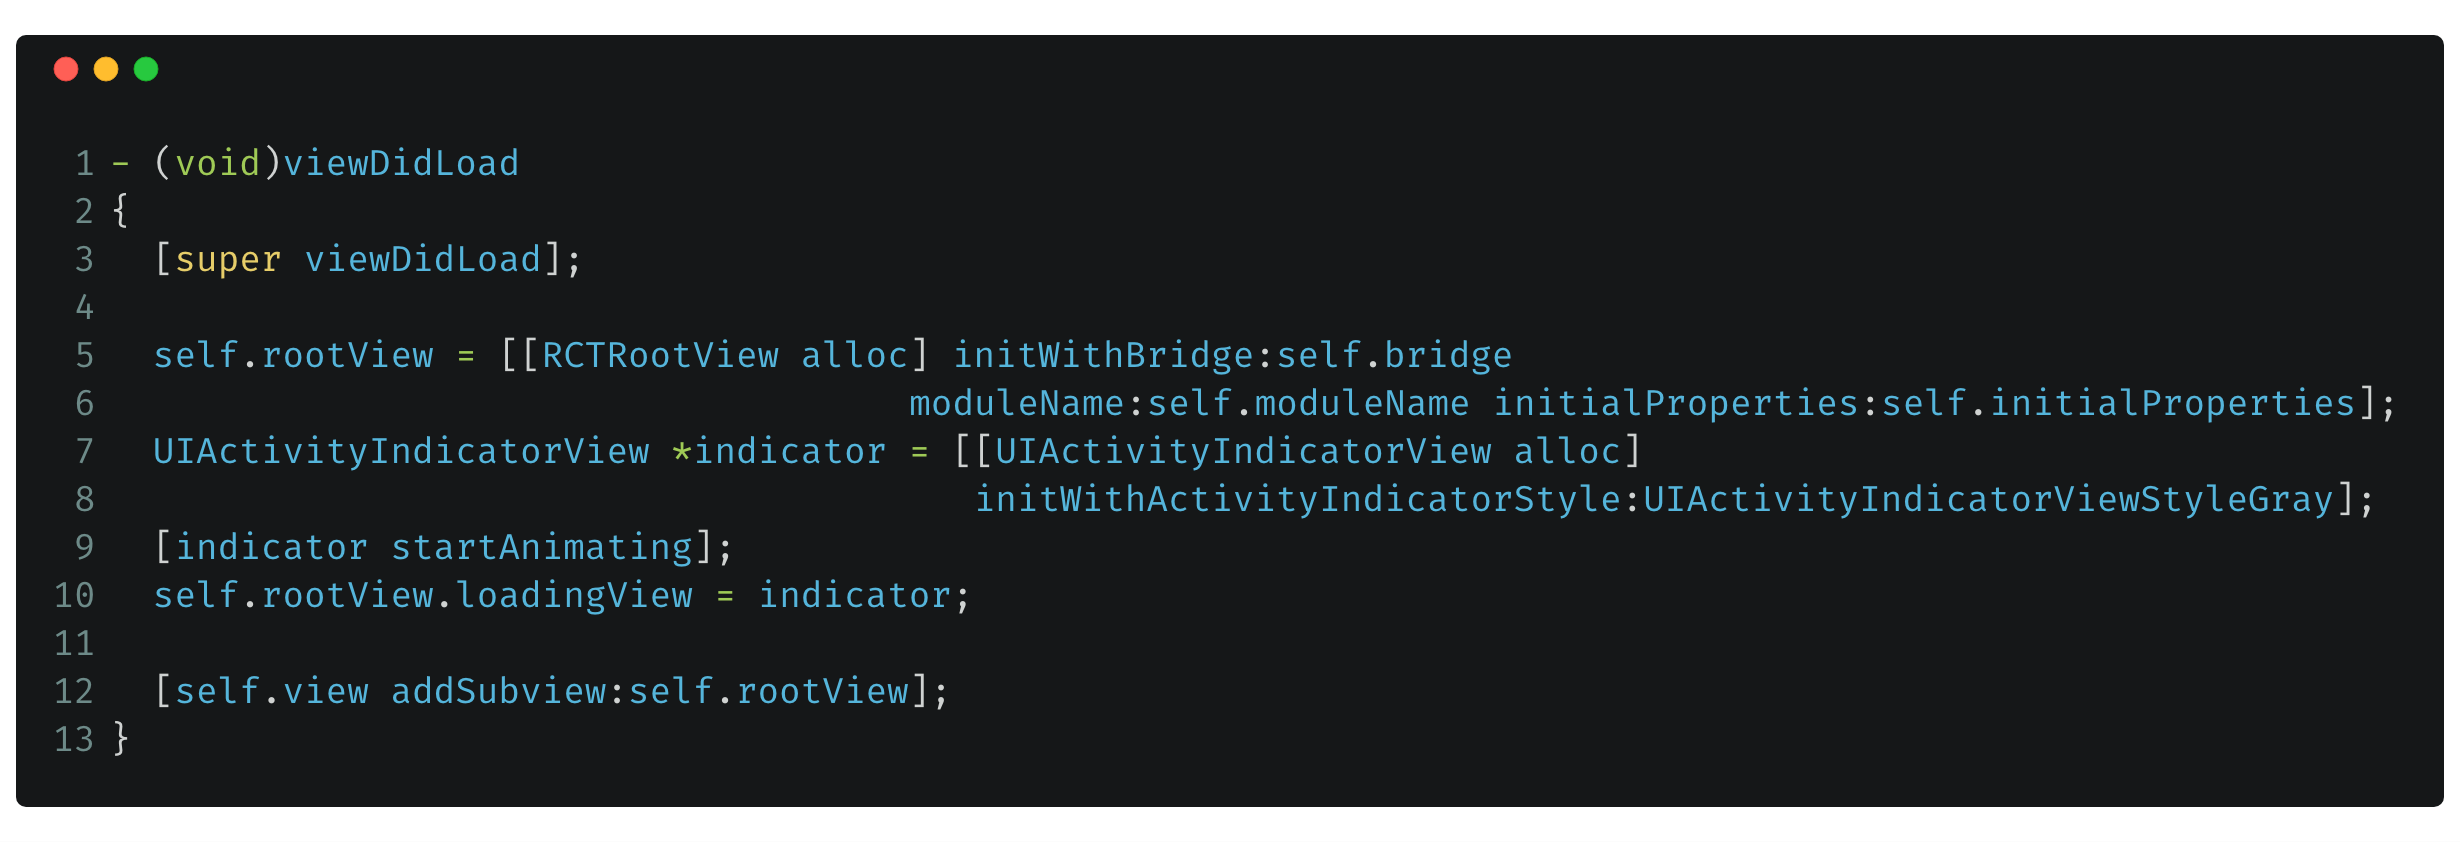 1 - (void)viewDidLoad
2 {
3   [super viewDidLoad];
4
5   self.rootView = [[RCTRootView alloc] initWithBridge:self.bridge
6                                      moduleName:self.moduleName initialProperties:self.initialProperties];
7   UIActivityIndicatorView *indicator = [[UIActivityIndicatorView alloc]
8                                         initWithActivityIndicatorStyle:UIActivityIndicatorViewStyleGray];
9   [indicator startAnimating];
10   self.rootView.loadingView = indicator;
11
12   [self.view addSubview:self.rootView];
13 }